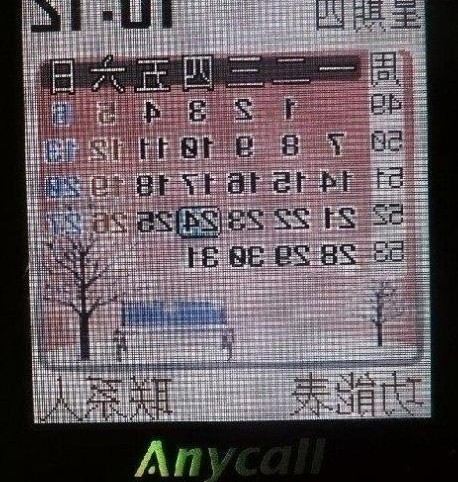 星期四
周 一 二 三 四 五 六 日
49 1 2 3 4 5 6
50 7 8 9 10 11 12 13
51 14 15 16 17 18 19 20
52 21 22 23 24 25 26 27
53 28 29 30 31
功能表 联系人
Anycall